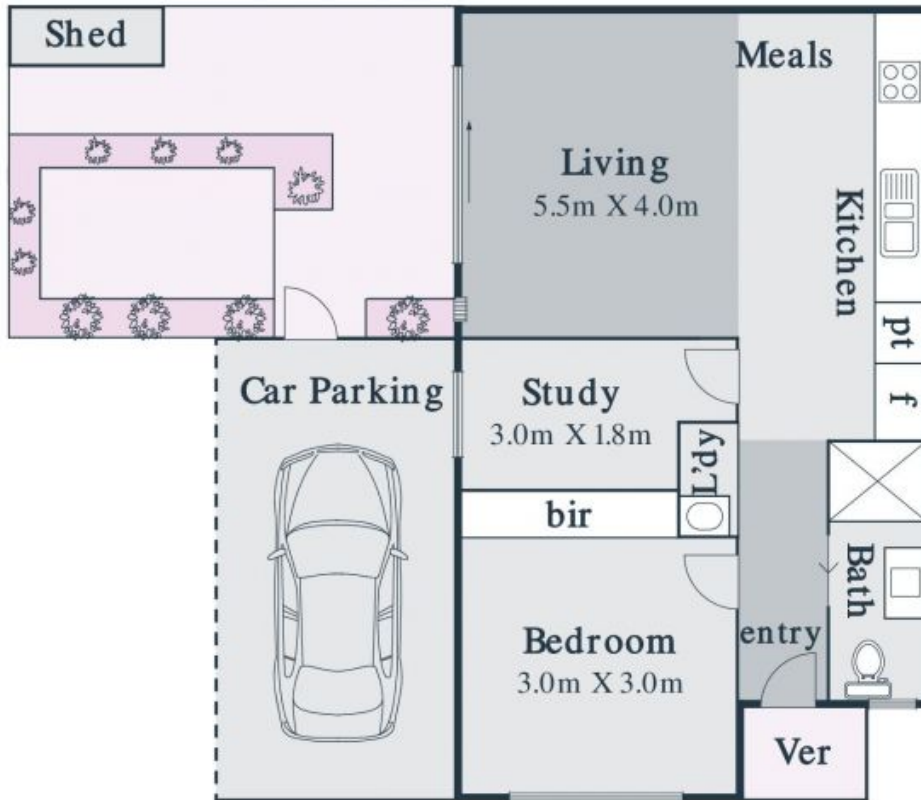 Shed
Meals
Living
5.5m X 4.0m
Kitchen
pt
f
Car Parking
Study
3.0m X 1.8m
L'dy
bir
Bath
Bedroom
3.0m X 3.0m
entry
Ver